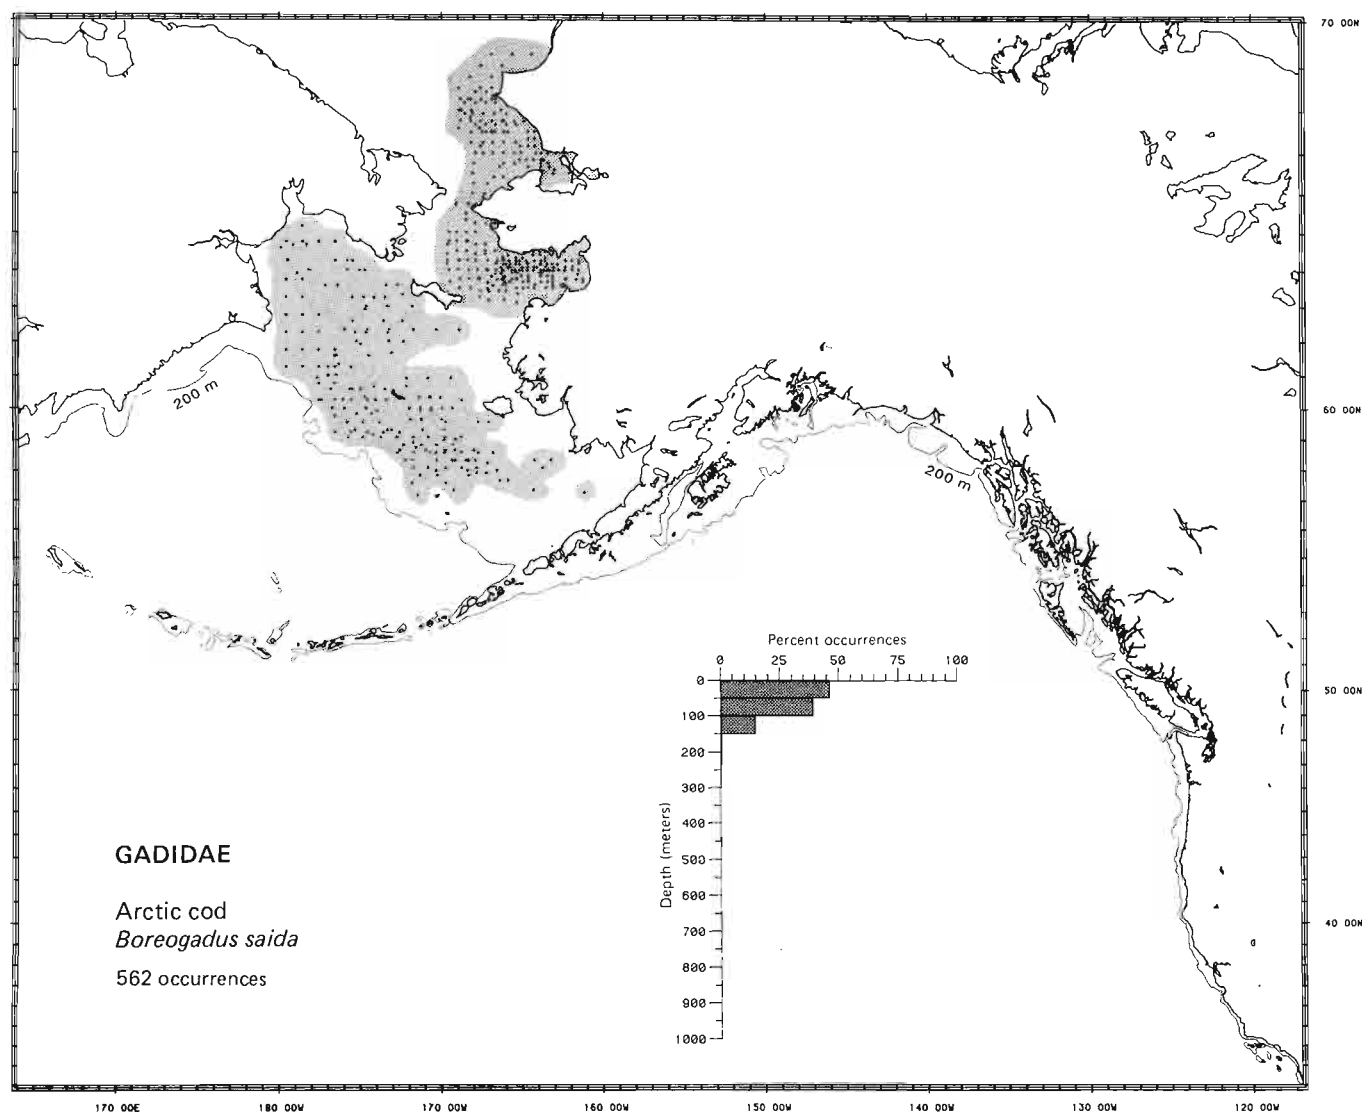 70 00N
200 m
60 00N
200 m
Percent occurrences
0 25 50 75 100
0
100
200
300
400
500
600
700
800
900
1000
Depth (meters)
50 00N
GADIDAE
Arctic cod
Boreogadus saida
562 occurrences
40 00N
170 00E 180 00W 170 00W 160 00W 150 00W 140 00W 130 00W 120 00W